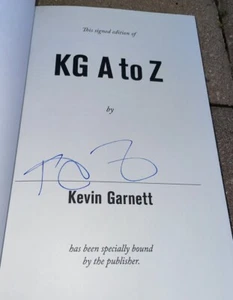 This signed edition of
KG A to Z
by
Kevin Garnett
has been specially bound
by the publisher.